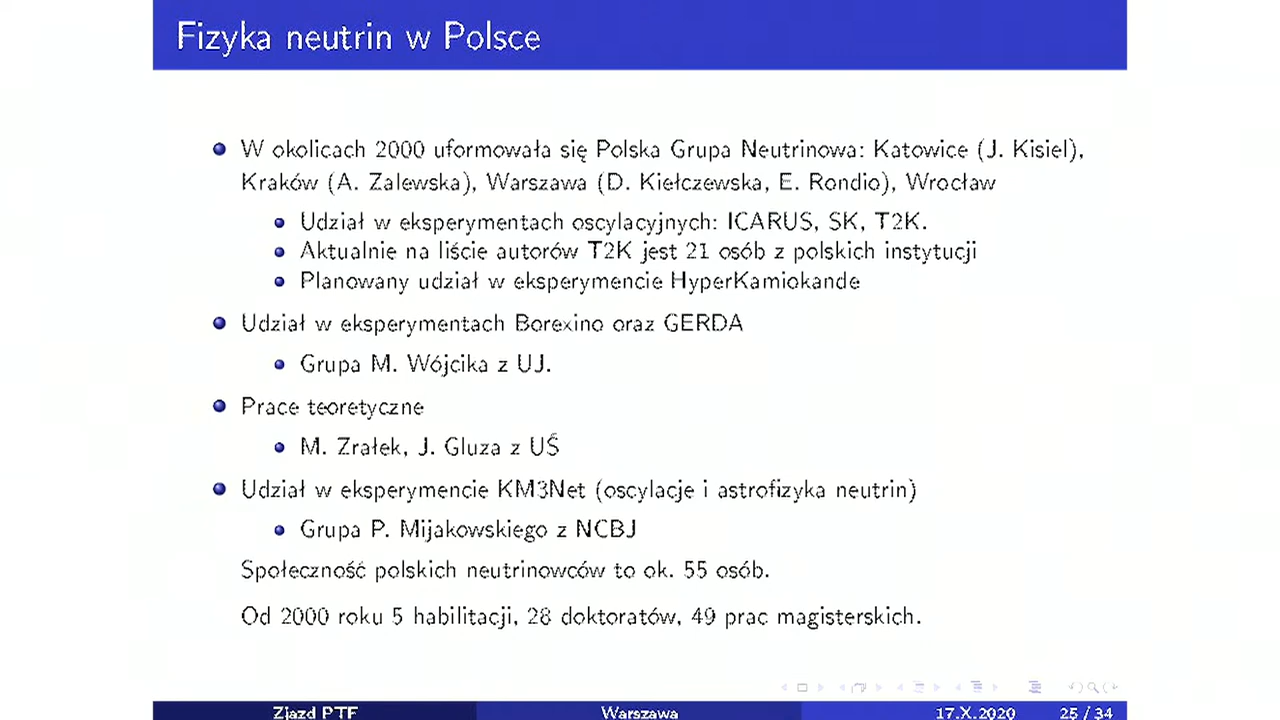 Fizyka neutrin w Polsce
W okolicach 2000 uformowała się Polska Grupa Neutrinowa: Katowice (J. Kisiel),
Kraków (A. Zalewska), Warszawa (D. Kiełczewska, E. Rondio), Wrocław
Udział w eksperymentach oscylacyjnych: ICARUS, SK, T2K.
Aktualnie na liście autorów T2K jest 21 osób z polskich instytucji
Planowany udział w eksperymencie HyperKamiokande
Udział w eksperymentach Borexino oraz GERDA
Grupa M. Wójcika z UJ.
Prace teoretyczne
M. Zrałek, J. Gluza z UŚ
Udział w eksperymencie KM3Net (oscylacje i astrofizyka neutrin)
Grupa P. Mijakowskiego z NCBJ
Społeczność polskich neutrinowców to ok. 55 osób.
Od 2000 roku 5 habilitacji, 28 doktoratów, 49 prac magisterskich.
Zjazd PTF Warszawa 17.X.2020 25 / 34